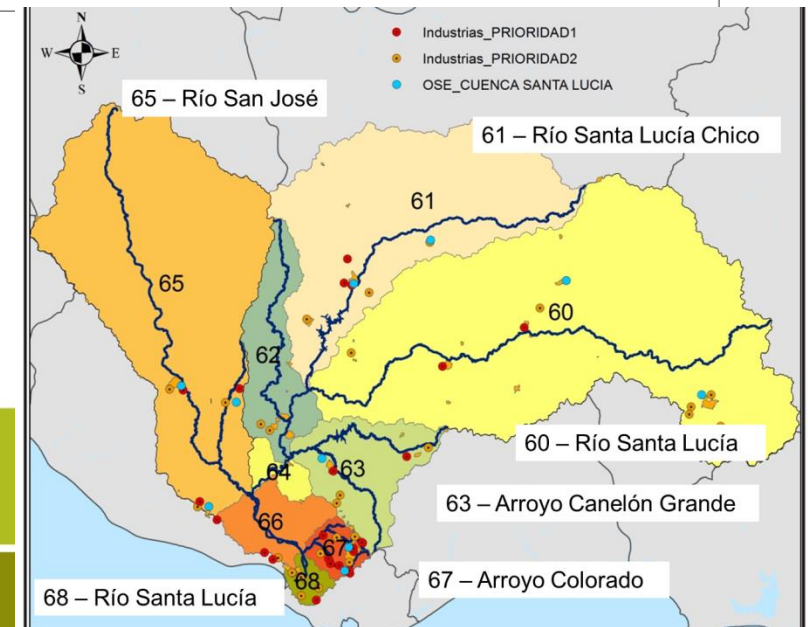 N
W E
S
Industrias_PRIORIDAD1
Industrias_PRIORIDAD2
OSE_CUENCA SANTA LUCIA
65 – Río San José
61 – Río Santa Lucía Chico
61
65
60
62
60 – Río Santa Lucía
64
63
63 – Arroyo Canelón Grande
66
67
68
67 – Arroyo Colorado
68 – Río Santa Lucía